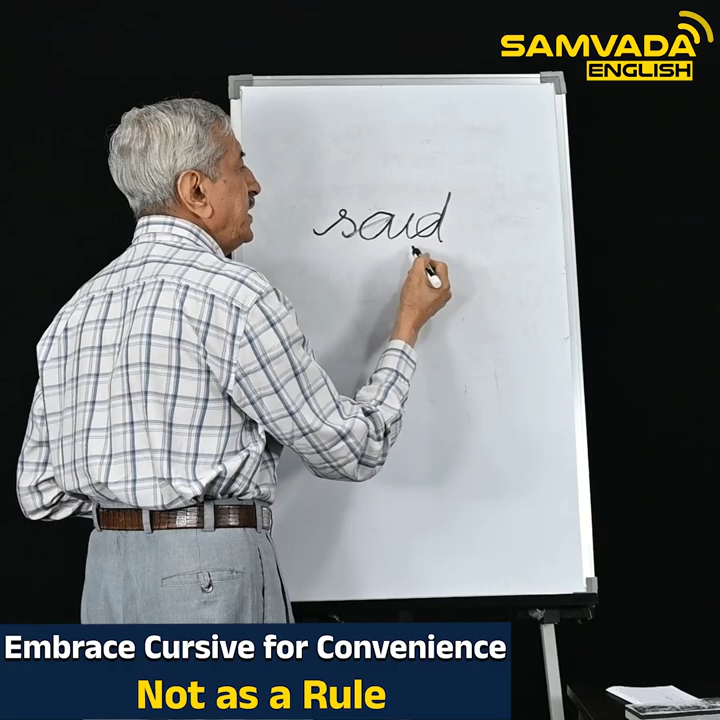 SAMVADA
ENGLISH
said
Embrace Cursive for Convenience
Not as a Rule